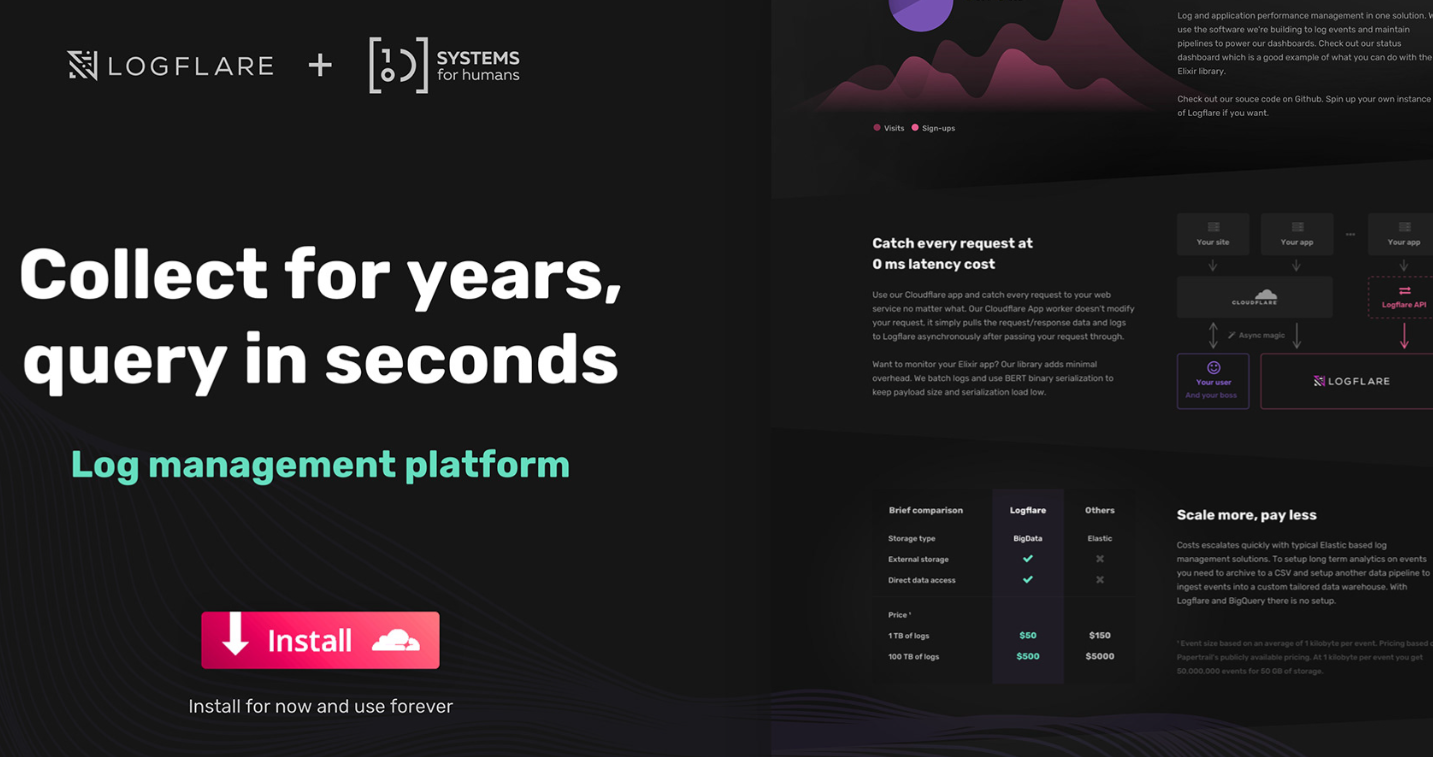 LOGFLARE + SYSTEMS
for humans
Collect for years,
query in seconds
Log management platform
Install
Install for now and use forever
Visits Sign-ups
Log and application performance management in one solution.
use the software we're building to log events and maintain
pipelines to power our dashboards. Check out our status
dashboard which is a good example of what you can do with the
Elixir library.
Check out our souce code on Github. Spin up your own instance
of Logflare if you want.
Catch every request at
0 ms latency cost
Use our Cloudflare app and catch every request to your web
service no matter what. Our Cloudflare App worker doesn't modify
your request, it simply pulls the request/response data and logs
to Logflare asynchronously after passing your request through.
Want to monitor your Elixir app? Our library adds minimal
overhead. We batch logs and use BERT binary serialization to
keep payload size and serialization load low.
Your site Your app ••• Your app
CLOUDFLARE
Logflare API
Async magic
Your user
And your boss
LOGFLARE
Brief comparison Logflare Others
Storage type BigData Elastic
External storage
Direct data access
Price *
1 TB of logs $50 $150
100 TB of logs $500 $5000
Scale more, pay less
Costs escalates quickly with typical Elastic based log
management solutions. To setup long term analytics on events
you need to archive to a CSV and setup another data pipeline to
ingest events into a custom tailored data warehouse. With
Logflare and BigQuery there is no setup.
* Event size based on an average of 1 kilobyte per event. Pricing based
Papertrail's publicly available pricing. At 1 kilobyte per event you get
50,000,000 events for 50 GB of storage.